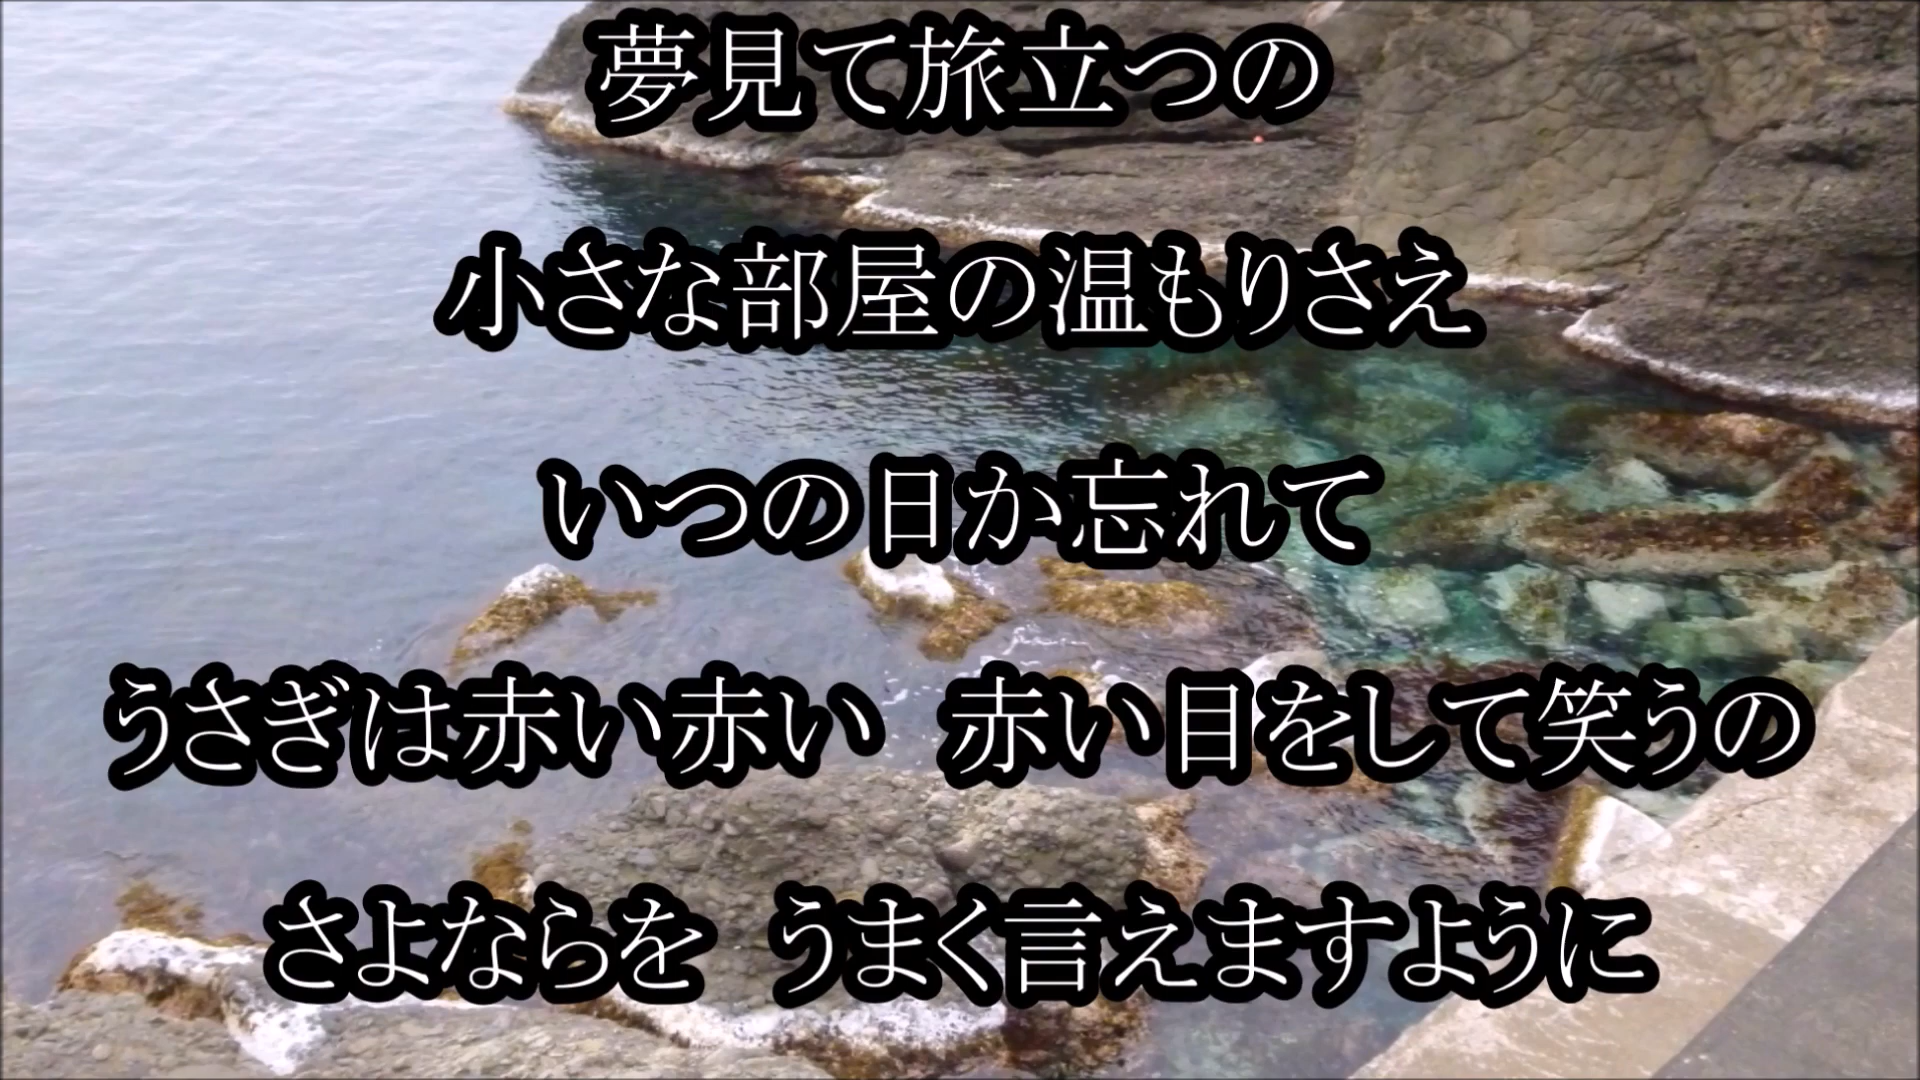 夢見て旅立つの
小さな部屋の温もりさえ
いつの日か忘れて
うさぎは赤い赤い　赤い目をして笑うの
さよならを　うまく言えますように